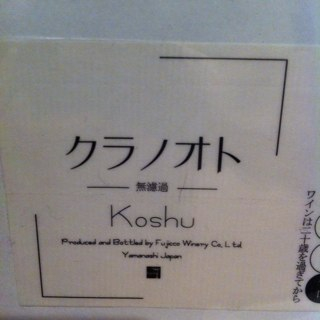 クラノオト
無濾過
Koshu
Produced and Bottled by Fujicco Winery Co., Ltd
Yamanashi Japan
ワインは二十歳を過ぎてから